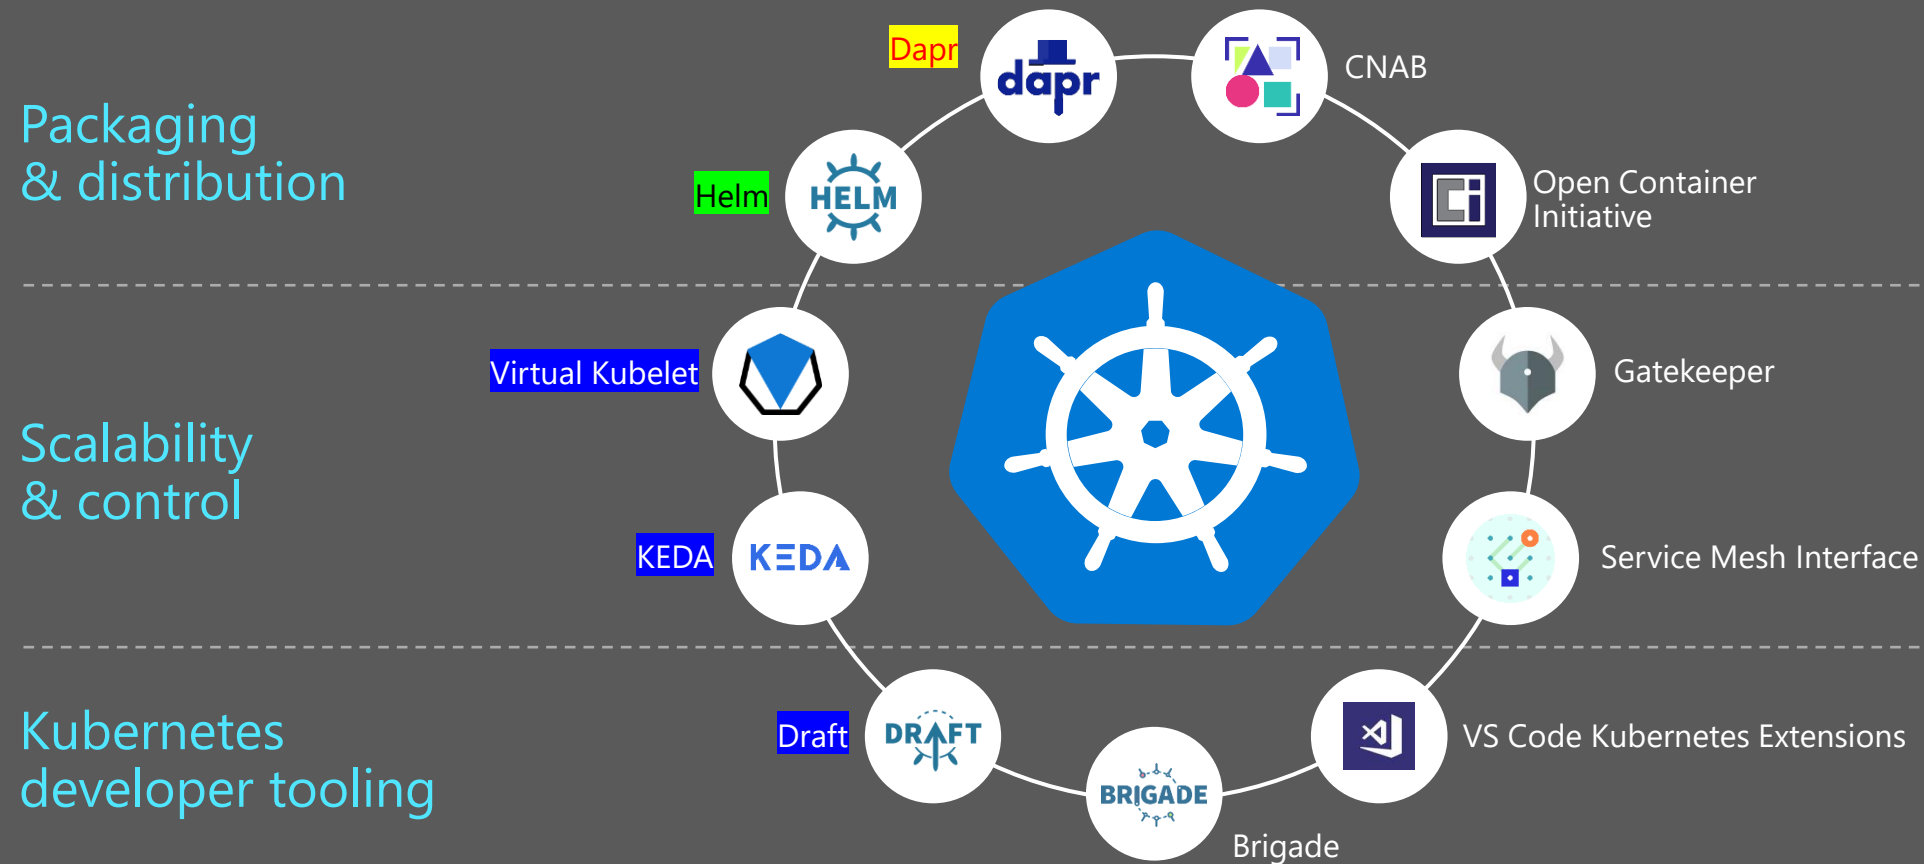 Packaging
& distribution
Dapr
dapr
CNAB
Helm
HELM
Open Container
Initiative
Scalability
& control
Virtual Kubelet
Gatekeeper
KEDA
KEDA
Service Mesh Interface
Kubernetes
developer tooling
Draft
DRAFT
BRIGADE
Brigade
VS Code Kubernetes Extensions